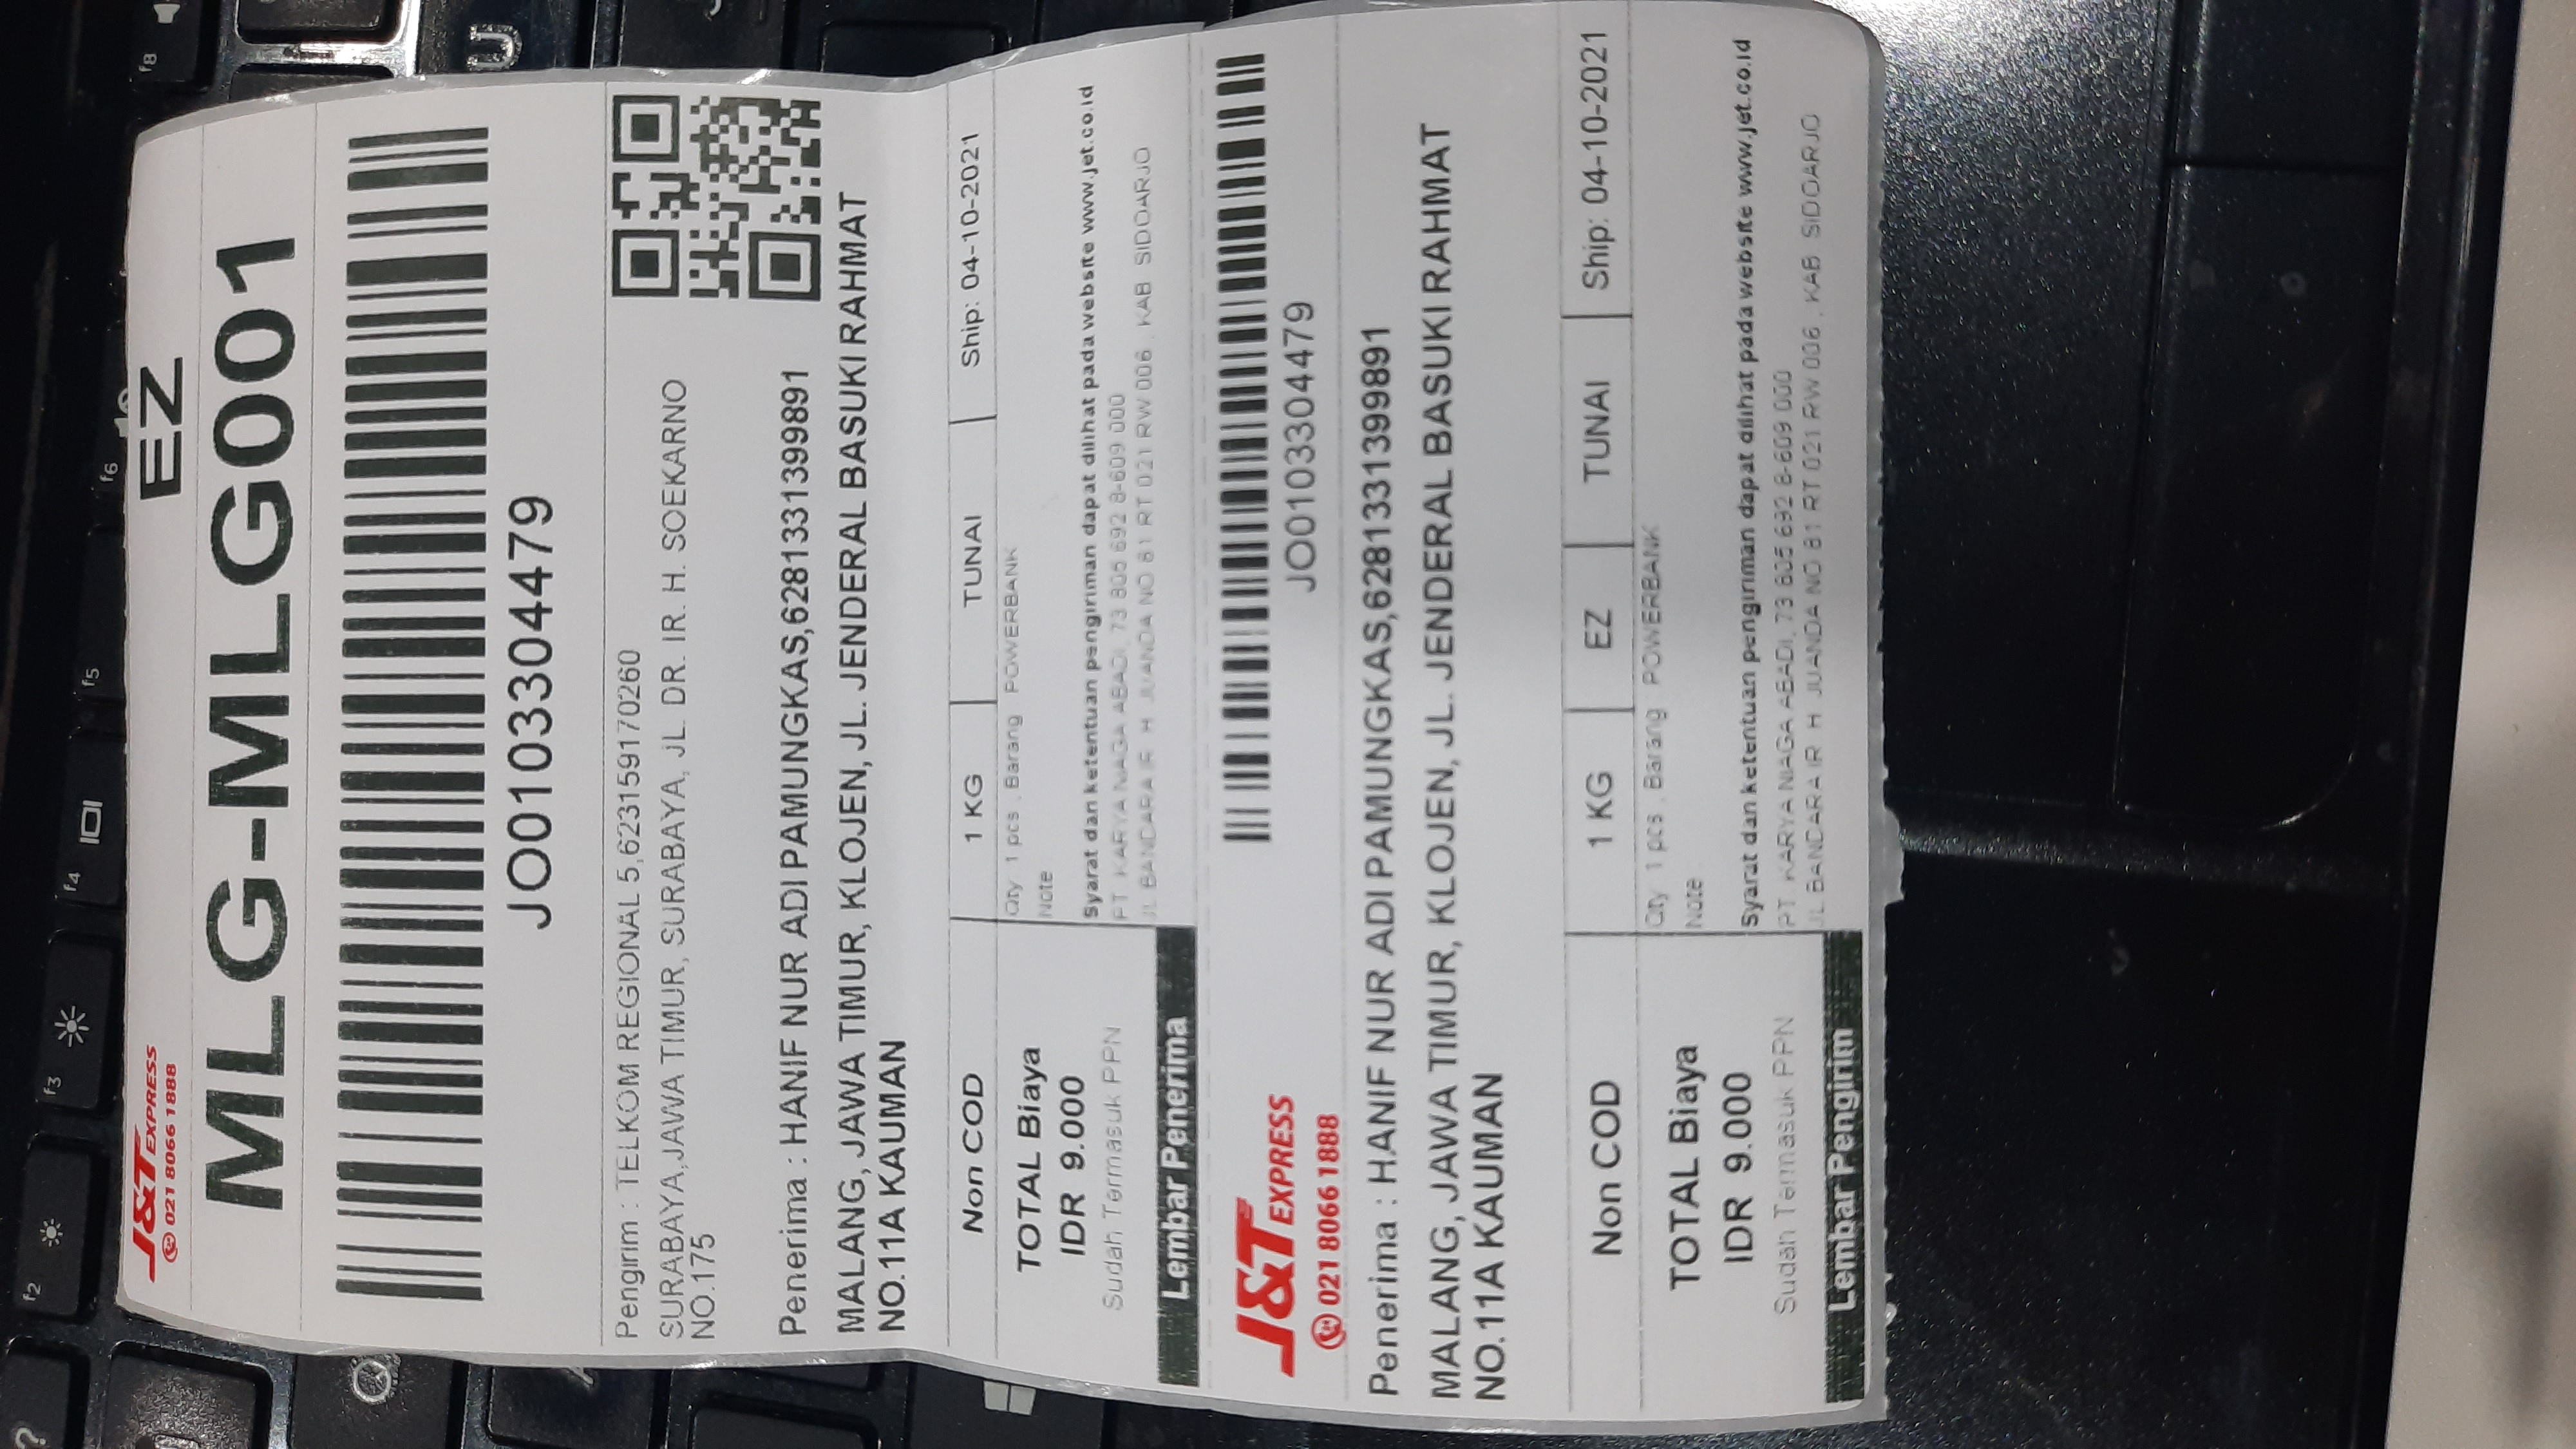 ?
f2
f3
f4
f5
f6
f8
J&T EXPRESS
021 8066 1888
EZ
MLG-MLG001
JO0103304479
U
Pengirim : TELKOM REGIONAL 5,623159170260
SURABAYA,JAWA TIMUR, SURABAYA, JL. DR. IR. H. SOEKARNO
NO.175
Penerima : HANIF NUR ADI PAMUNGKAS,6281331399891
MALANG, JAWA TIMUR, KLOJEN, JL. JENDERAL BASUKI RAHMAT
NO.11A KAUMAN
Non COD
1 KG
TUNAI
Ship: 04-10-2021
TOTAL Biaya
IDR 9.000
Sudah Termasuk PPN
Lembar Penerima
Qty 1 pcs , Barang POWERBANK
Note
Syarat dan ketentuan pengiriman dapat dilihat pada website www.jet.co.id
PT. KARYA NIAGA ABADI, 73 805 692 8-609 000
JL BANDARA IR H JUANDA NO 81 RT 021 RW 006 , KAB SIDOARJO
J&T EXPRESS
021 8066 1888
JO0103304479
Penerima : HANIF NUR ADI PAMUNGKAS,6281331399891
MALANG, JAWA TIMUR, KLOJEN, JL. JENDERAL BASUKI RAHMAT
NO.11A KAUMAN
Non COD
1 KG
EZ
TUNAI
Ship: 04-10-2021
TOTAL Biaya
IDR 9.000
Sudah Termasuk PPN
Lembar Pengirim
Qty 1 pcs , Barang POWERBANK
Note
Syarat dan ketentuan pengiriman dapat dilihat pada website www.jet.co.id
PT. KARYA NIAGA ABADI, 73 805 692 8-609 000
JL BANDARA IR H JUANDA NO 81 RT 021 RW 006 , KAB SIDOARJO